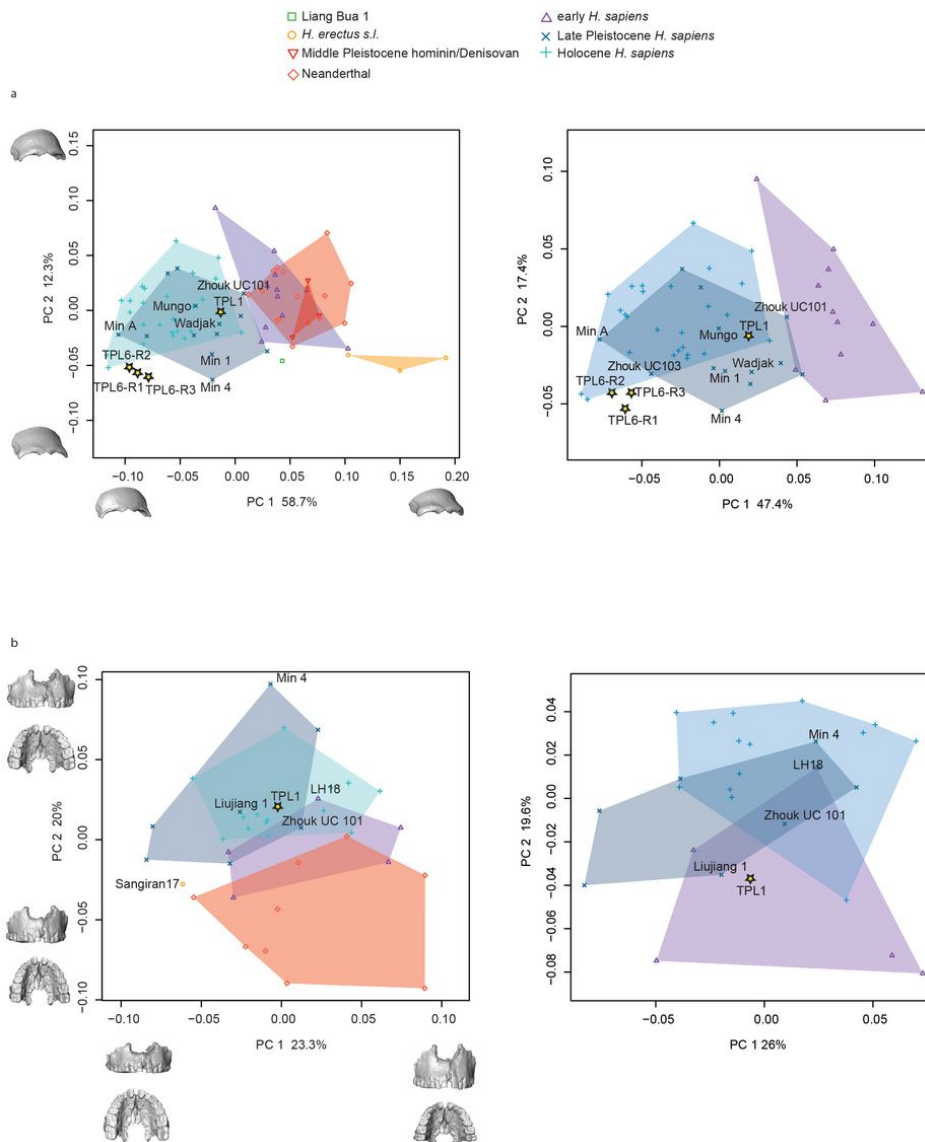 Liang Bua 1
H. erectus s.l.
Middle Pleistocene hominin/Denisovan
Neanderthal
early H. sapiens
Late Pleistocene H. sapiens
Holocene H. sapiens
a
PC 2 12.3%
0.15
0.10
0.05
0.00
−0.05
−0.10
Zhouk UC101
Mungo
TPL1
Wadjak
Min A
Min 1
TPL6-R2
TPL6-R1
TPL6-R3
Min 4
−0.10
−0.05
0.00
0.05
0.10
0.15
0.20
PC 1 58.7%
PC 2 17.4%
0.10
0.05
0.00
−0.05
Zhouk UC101
Min A
Mungo
TPL1
Zhouk UC103
Wadjak
Min 1
TPL6-R2
TPL6-R3
TPL6-R1
Min 4
−0.05
0.00
0.05
0.10
PC 1 47.4%
b
PC 2 20%
0.10
0.05
0.00
−0.05
−0.10
Min 4
LH18
Liujiang 1
TPL1
Zhouk UC 101
Sangiran17
−0.10
−0.05
0.00
0.05
0.10
PC 1 23.3%
PC 2 19.6%
0.04
0.02
0.00
−0.02
−0.04
−0.06
−0.08
Min 4
LH18
Zhouk UC 101
Liujiang 1
TPL1
−0.05
0.00
0.05
PC 1 26%